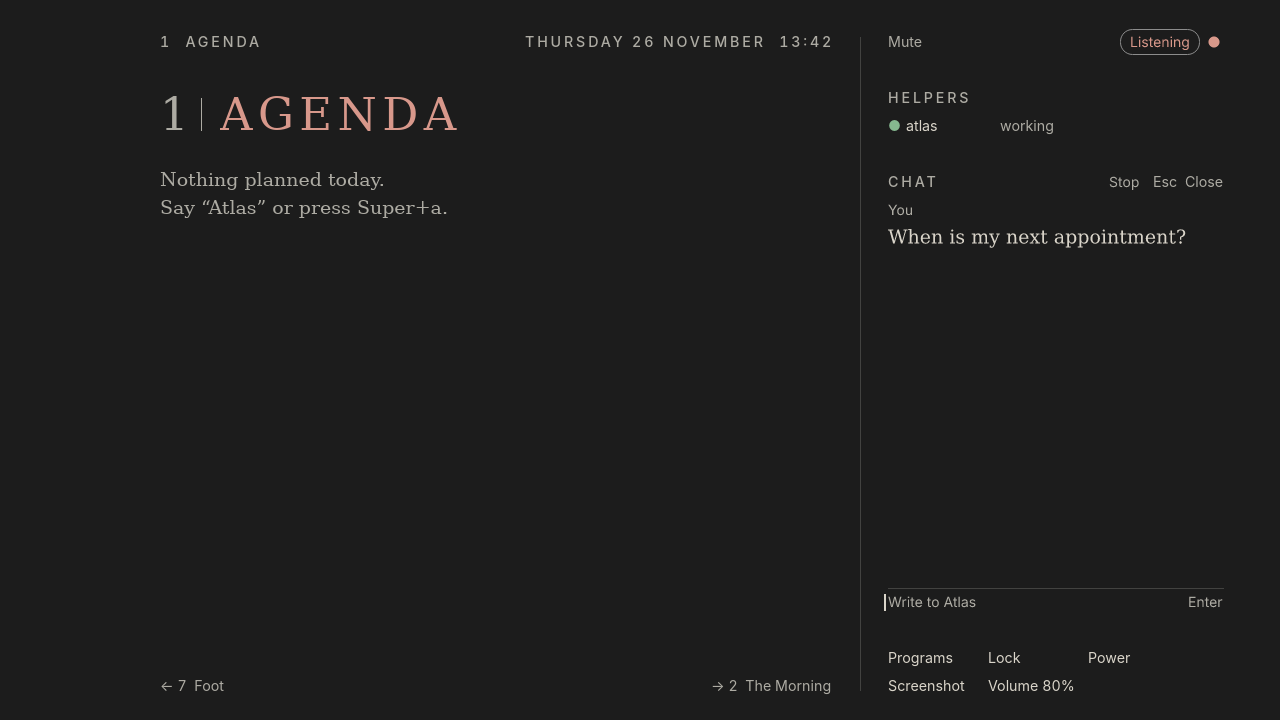 1 AGENDA
THURSDAY 26 NOVEMBER 13:42
1 AGENDA
Nothing planned today.
Say “Atlas” or press Super+a.
← 7 Foot
→ 2 The Morning
Mute
Listening
HELPERS
atlas working
CHAT
Stop Esc Close
You
When is my next appointment?
Write to Atlas
Enter
Programs Lock Power
Screenshot Volume 80%